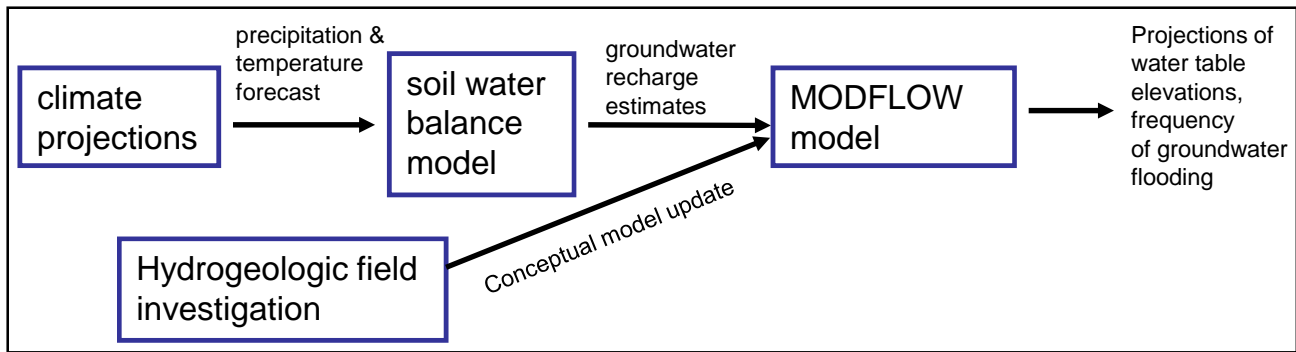 climate
projections
precipitation &
temperature
forecast
soil water
balance
model
groundwater
recharge
estimates
MODFLOW
model
Projections of
water table
elevations,
frequency
of groundwater
flooding
Hydrogeologic field
investigation
Conceptual model update